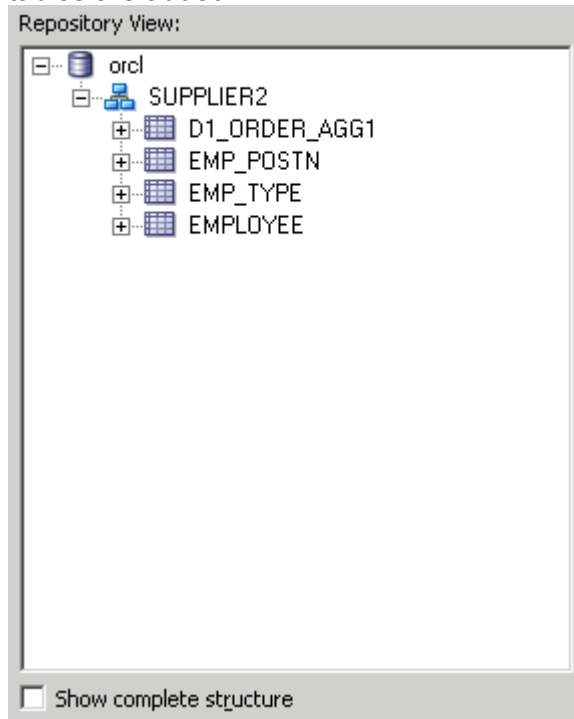 Repository View:
orcl
SUPPLIER2
D1_ORDER_AGG1
EMP_POSTN
EMP_TYPE
EMPLOYEE
Show complete structure